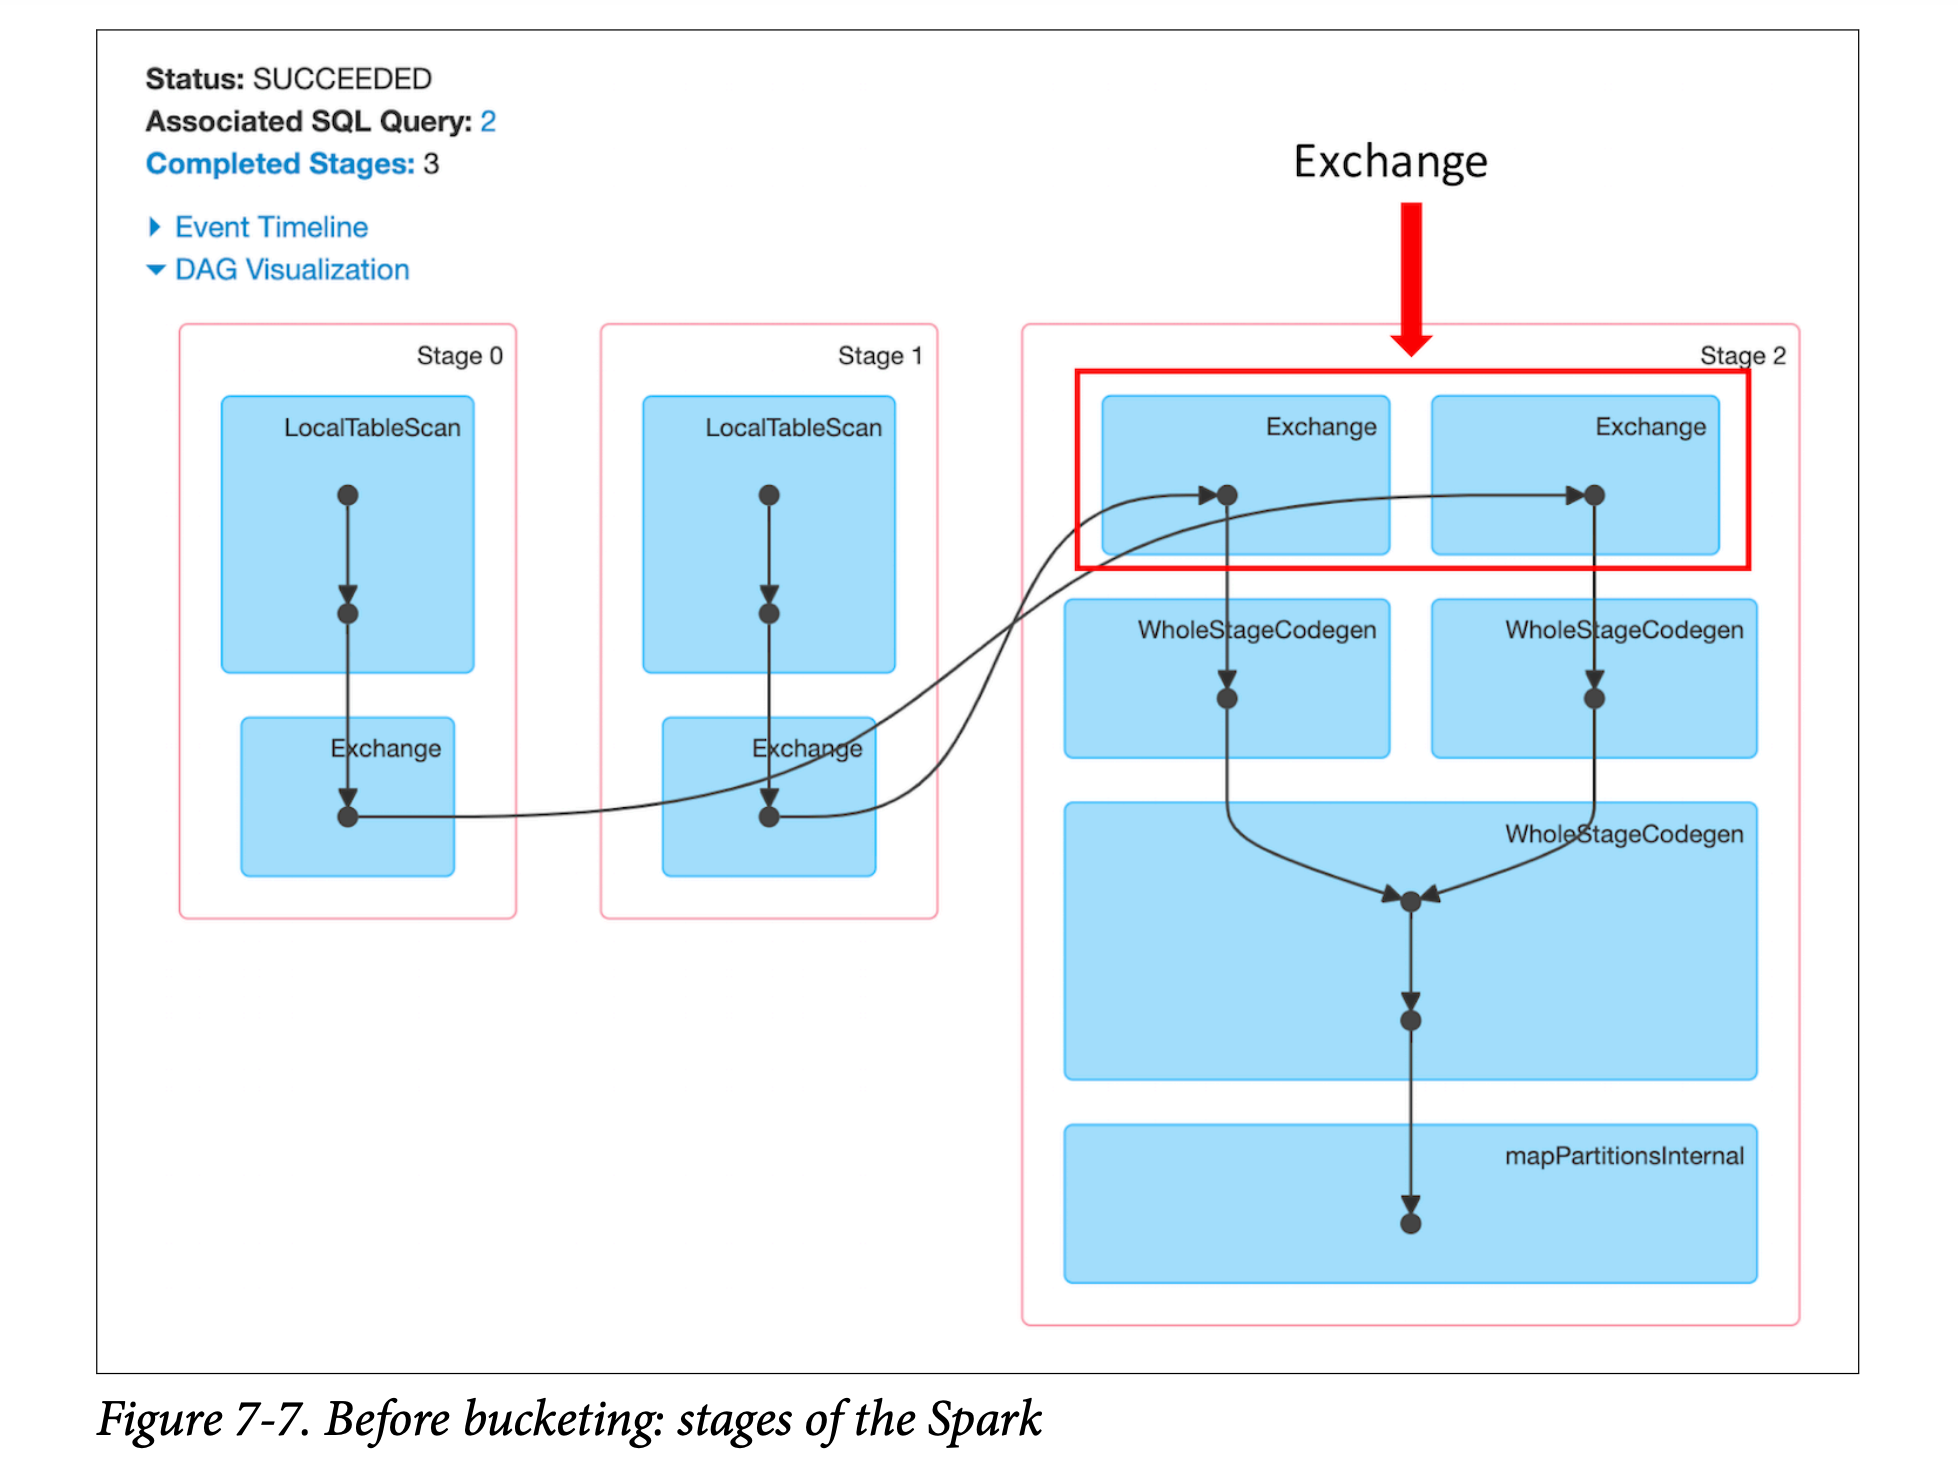 Status: SUCCEEDED
Associated SQL Query: 2
Completed Stages: 3
Event Timeline
DAG Visualization
Exchange
Stage 0
LocalTableScan
Exchange
Stage 1
LocalTableScan
Exchange
Stage 2
Exchange
Exchange
WholeStageCodegen
WholeStageCodegen
WholeStageCodegen
mapPartitionsInternal
Figure 7-7. Before bucketing: stages of the Spark